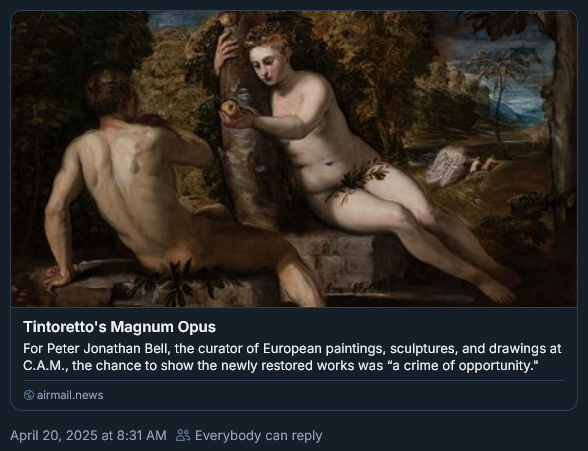 Tintoretto's Magnum Opus
For Peter Jonathan Bell, the curator of European paintings, sculptures, and drawings at
C.A.M., the chance to show the newly restored works was “a crime of opportunity."
airmail.news
April 20, 2025 at 8:31 AM Everybody can reply